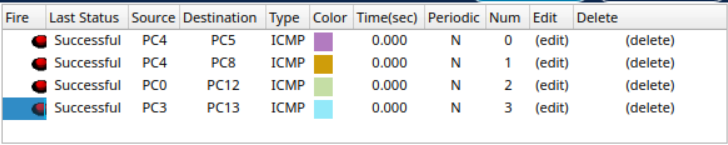 Fire Last Status Source Destination Type Color Time(sec) Periodic Num Edit Delete
Successful PC4 PC5 ICMP 0.000 N 0 (edit) (delete)
Successful PC4 PC8 ICMP 0.000 N 1 (edit) (delete)
Successful PC0 PC12 ICMP 0.000 N 2 (edit) (delete)
Successful PC3 PC13 ICMP 0.000 N 3 (edit) (delete)